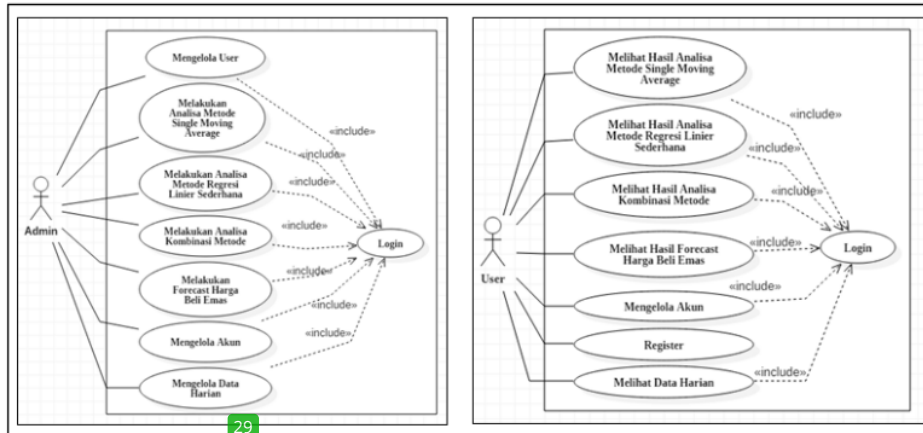 Mengelola User
Melakukan
Analisa Metode
Single Moving
Average
Melakukan Analisa
Metode Regresi
Linier Sederhana
Melakukan Analisa
Kombinasi Metode
Melakukan
Forecast Harga
Beli Emas
Mengelola Akun
Mengelola Data
Harian
Admin
«include»
«include»
«include»
«include»
«include»
«include»
«include»
Login
29
Melihat Hasil Analisa
Metode Single Moving
Average
Melihat Hasil Analisa
Metode Regresi Linier
Sederhana
Melihat Hasil Analisa
Kombinasi Metode
Melihat Hasil Forecast
Harga Beli Emas
Mengelola Akun
Register
Melihat Data Harian
User
«include»
«include»
«include»
«include»
«include»
«include»
Login